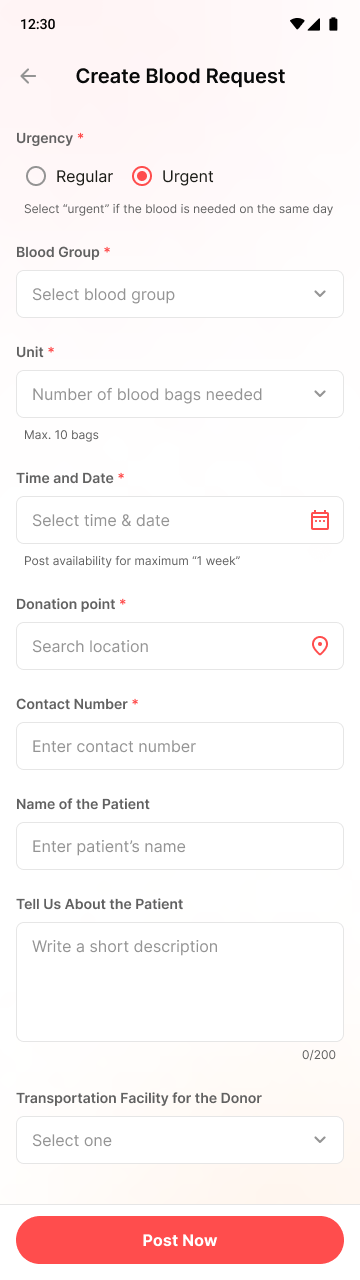 12:30
Create Blood Request
Urgency *
Regular
Urgent
Select “urgent” if the blood is needed on the same day
Blood Group *
Select blood group
Unit *
Number of blood bags needed
Max. 10 bags
Time and Date *
Select time & date
Post availability for maximum “1 week”
Donation point *
Search location
Contact Number *
Enter contact number
Name of the Patient
Enter patient’s name
Tell Us About the Patient
Write a short description
0/200
Transportation Facility for the Donor
Select one
Post Now